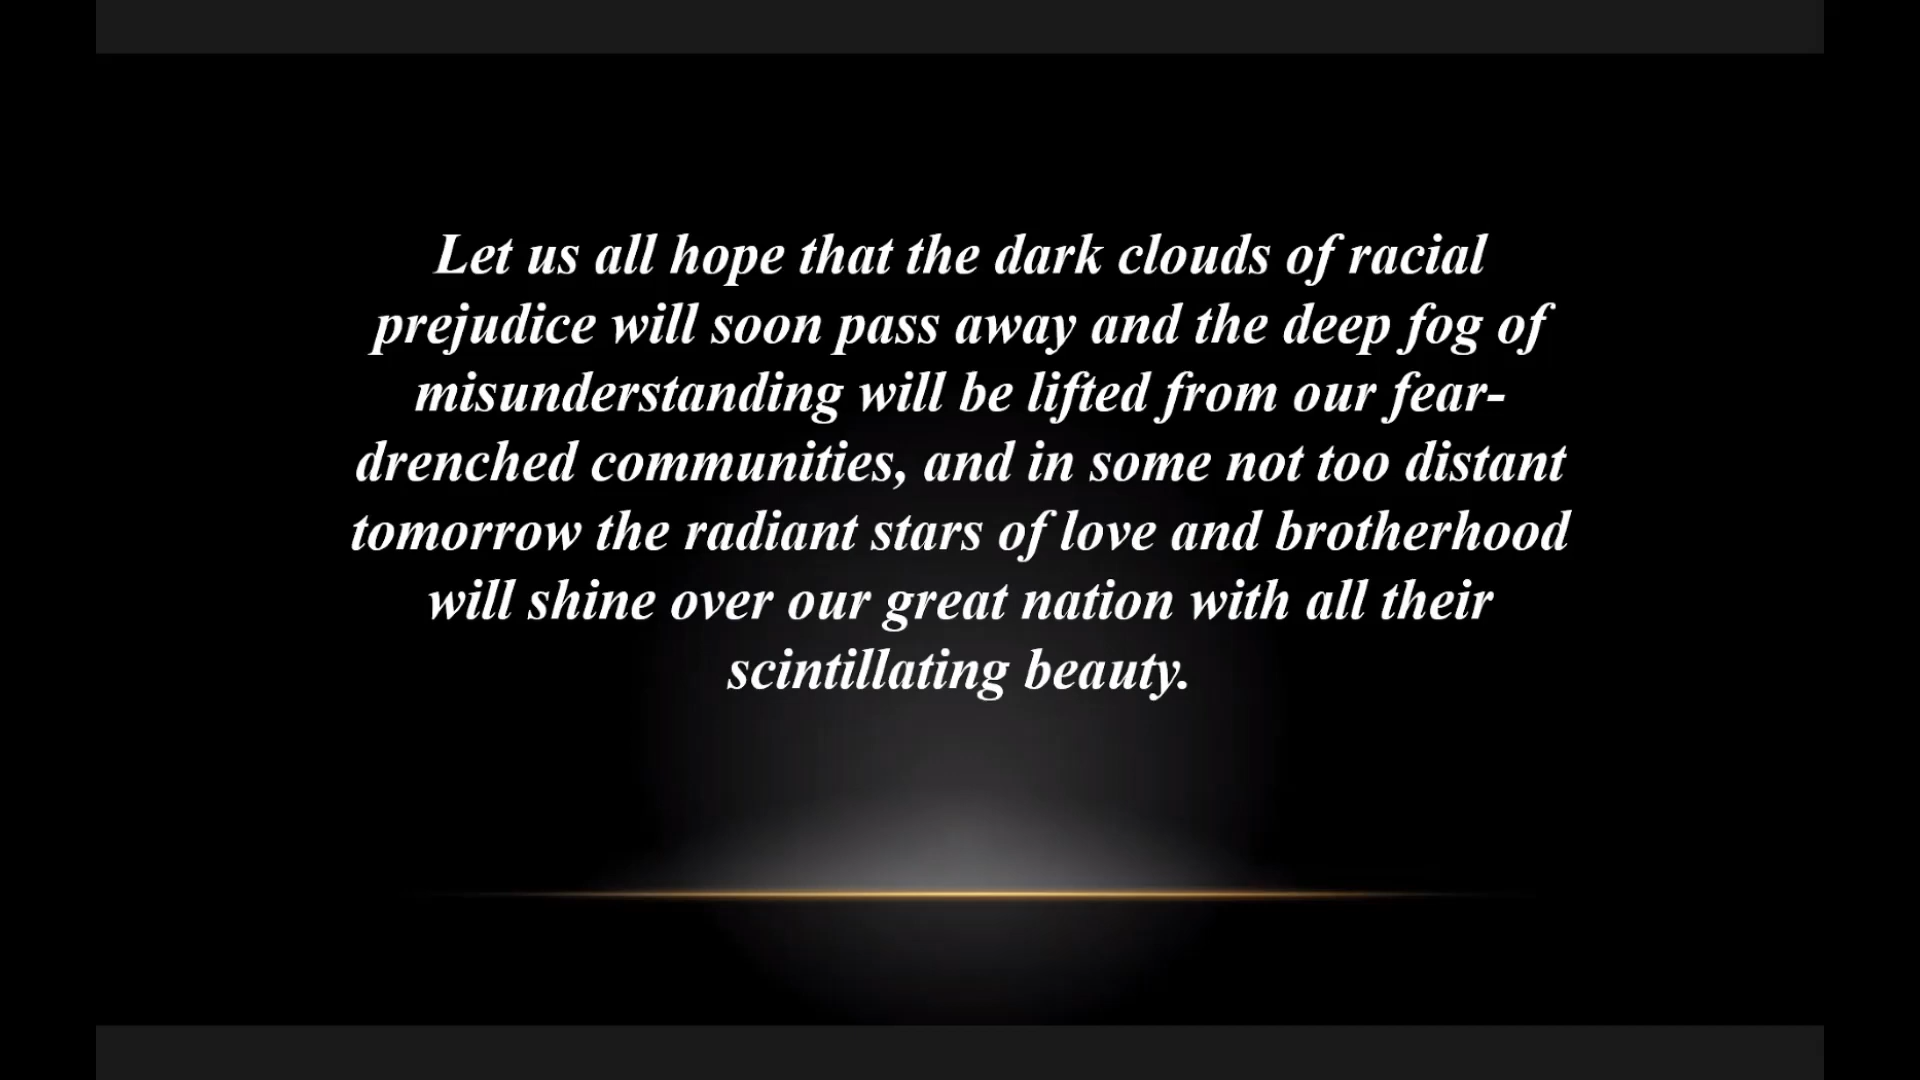 Let us all hope that the dark clouds of racial
prejudice will soon pass away and the deep fog of
misunderstanding will be lifted from our fear-
drenched communities, and in some not too distant
tomorrow the radiant stars of love and brotherhood
will shine over our great nation with all their
scintillating beauty.